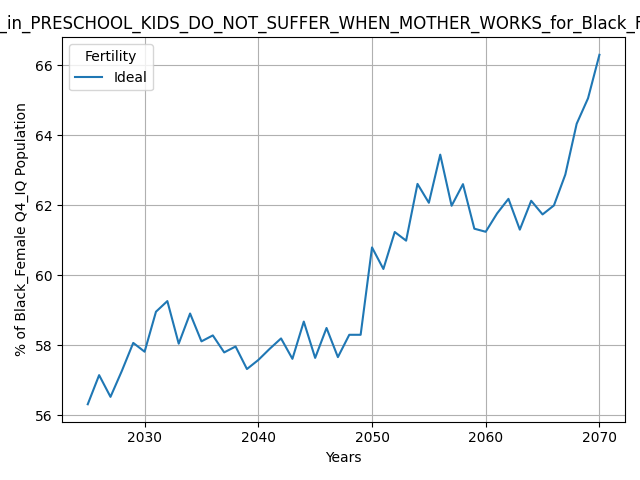 _in_PRESCHOOL_KIDS_DO_NOT_SUFFER_WHEN_MOTHER_WORKS_for_Black_F
Fertility
Ideal
% of Black_Female Q4_IQ Population
66
64
62
60
58
56
2030 2040 2050 2060 2070
Years